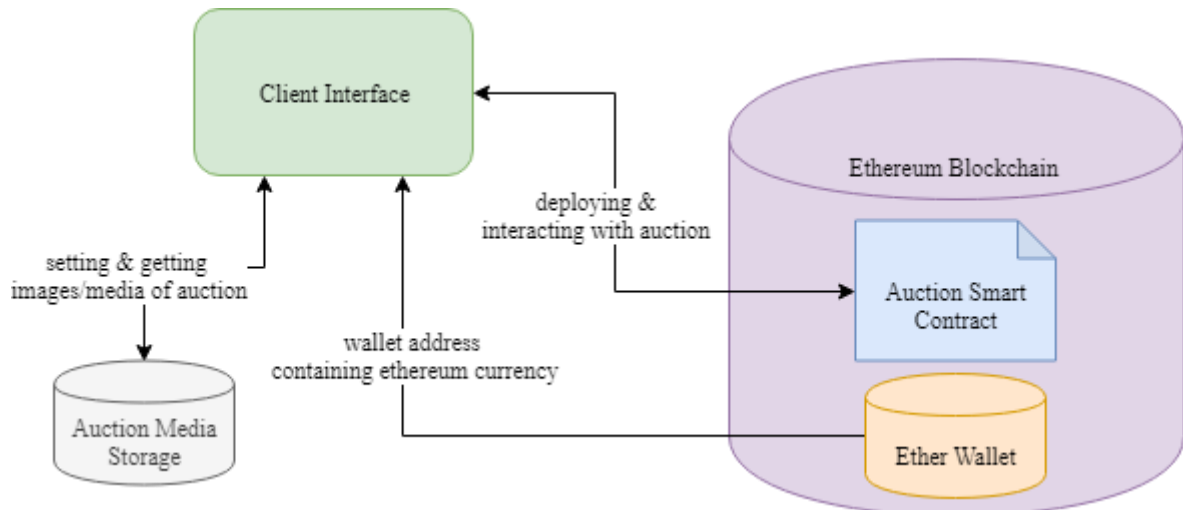 Client Interface
Ethereum Blockchain
deploying &
interacting with auction
setting & getting
images/media of auction
Auction Smart
Contract
wallet address
containing ethereum currency
Auction Media
Storage
Ether Wallet